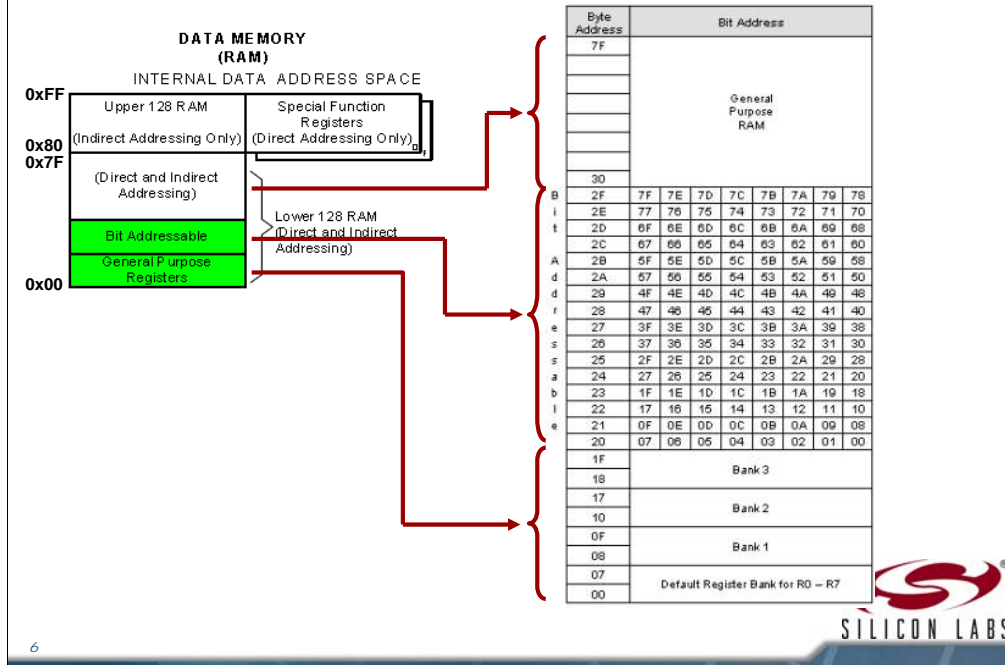 DATA MEMORY
(RAM)
INTERNAL DATA ADDRESS SPACE
0xFF
Upper 128 RAM
(Indirect Addressing Only)
Special Function
Registers
(Direct Addressing Only)
0x80
0x7F
(Direct and Indirect
Addressing)
Bit Addressable
General Purpose
Registers
0x00
Lower 128 RAM
(Direct and Indirect
Addressing)
Byte Address Bit Address
7F
General
Purpose
RAM
30
Bit Addressable
2F 7F 7E 7D 7C 7B 7A 79 78
2E 77 76 75 74 73 72 71 70
2D 6F 6E 6D 6C 6B 6A 69 68
2C 67 66 65 64 63 62 61 60
2B 5F 5E 5D 5C 5B 5A 59 58
2A 57 56 55 54 53 52 51 50
29 4F 4E 4D 4C 4B 4A 49 48
28 47 46 45 44 43 42 41 40
27 3F 3E 3D 3C 3B 3A 39 38
26 37 36 35 34 33 32 31 30
25 2F 2E 2D 2C 2B 2A 29 28
24 27 26 25 24 23 22 21 20
23 1F 1E 1D 1C 1B 1A 19 18
22 17 16 15 14 13 12 11 10
21 0F 0E 0D 0C 0B 0A 09 08
20 07 06 05 04 03 02 01 00
1F
Bank 3
18
17
Bank 2
10
0F
Bank 1
08
07
Default Register Bank for R0 – R7
00
SILICON LABS
6